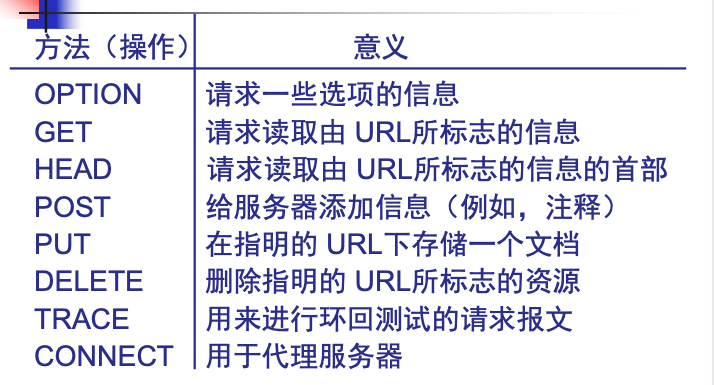 方法（操作） 意义
OPTION 请求一些选项的信息
GET 请求读取由 URL所标志的信息
HEAD 请求读取由 URL所标志的信息的首部
POST 给服务器添加信息（例如，注释）
PUT 在指明的 URL下存储一个文档
DELETE 删除指明的 URL所标志的资源
TRACE 用来进行环回测试的请求报文
CONNECT 用于代理服务器